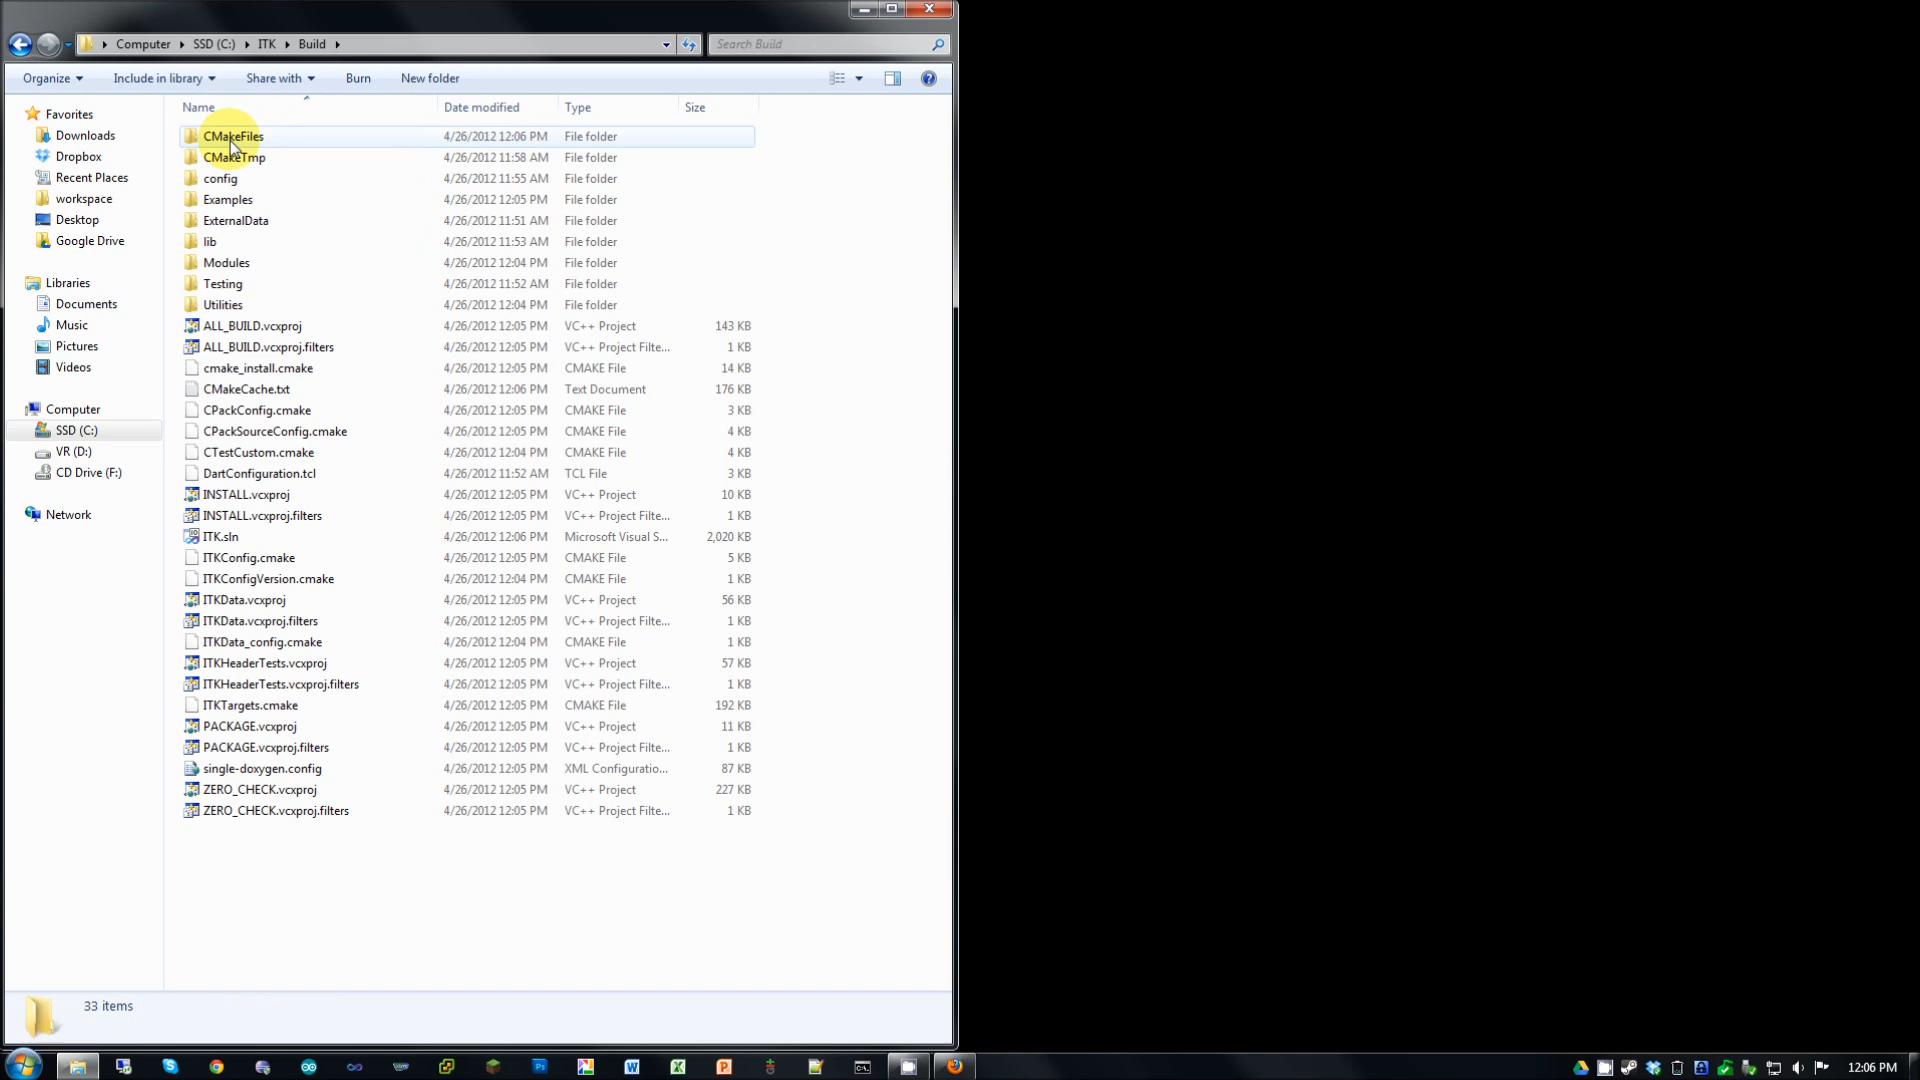 Computer SSD (C:) ITK Build Search Build
Organize Include in library Share with Burn New folder
Name Date modified Type Size
Favorites
Downloads
Dropbox
Recent Places
workspace
Desktop
Google Drive
Libraries
Documents
Music
Pictures
Videos
Computer
SSD (C:)
VR (D:)
CD Drive (F:)
Network
CMakeFiles 4/26/2012 12:06 PM File folder
CMakeTmp 4/26/2012 11:58 AM File folder
config 4/26/2012 11:55 AM File folder
Examples 4/26/2012 12:05 PM File folder
ExternalData 4/26/2012 11:51 AM File folder
lib 4/26/2012 11:53 AM File folder
Modules 4/26/2012 12:04 PM File folder
Testing 4/26/2012 11:52 AM File folder
Utilities 4/26/2012 12:04 PM File folder
ALL_BUILD.vcxproj 4/26/2012 12:05 PM VC++ Project 143 KB
ALL_BUILD.vcxproj.filters 4/26/2012 12:05 PM VC++ Project Filte... 1 KB
cmake_install.cmake 4/26/2012 12:05 PM CMAKE File 14 KB
CMakeCache.txt 4/26/2012 12:06 PM Text Document 176 KB
CPackConfig.cmake 4/26/2012 12:05 PM CMAKE File 3 KB
CPackSourceConfig.cmake 4/26/2012 12:05 PM CMAKE File 4 KB
CTestCustom.cmake 4/26/2012 12:04 PM CMAKE File 4 KB
DartConfiguration.tcl 4/26/2012 11:52 AM TCL File 3 KB
INSTALL.vcxproj 4/26/2012 12:05 PM VC++ Project 10 KB
INSTALL.vcxproj.filters 4/26/2012 12:05 PM VC++ Project Filte... 1 KB
ITK.sln 4/26/2012 12:06 PM Microsoft Visual S... 2,020 KB
ITKConfig.cmake 4/26/2012 12:05 PM CMAKE File 5 KB
ITKConfigVersion.cmake 4/26/2012 12:04 PM CMAKE File 1 KB
ITKData.vcxproj 4/26/2012 12:05 PM VC++ Project 56 KB
ITKData.vcxproj.filters 4/26/2012 12:05 PM VC++ Project Filte... 1 KB
ITKData_config.cmake 4/26/2012 12:04 PM CMAKE File 1 KB
ITKHeaderTests.vcxproj 4/26/2012 12:05 PM VC++ Project 57 KB
ITKHeaderTests.vcxproj.filters 4/26/2012 12:05 PM VC++ Project Filte... 1 KB
ITKTargets.cmake 4/26/2012 12:05 PM CMAKE File 192 KB
PACKAGE.vcxproj 4/26/2012 12:05 PM VC++ Project 11 KB
PACKAGE.vcxproj.filters 4/26/2012 12:05 PM VC++ Project Filte... 1 KB
single-doxygen.config 4/26/2012 12:05 PM XML Configuratio... 87 KB
ZERO_CHECK.vcxproj 4/26/2012 12:05 PM VC++ Project 227 KB
ZERO_CHECK.vcxproj.filters 4/26/2012 12:05 PM VC++ Project Filte... 1 KB
33 items
12:06 PM